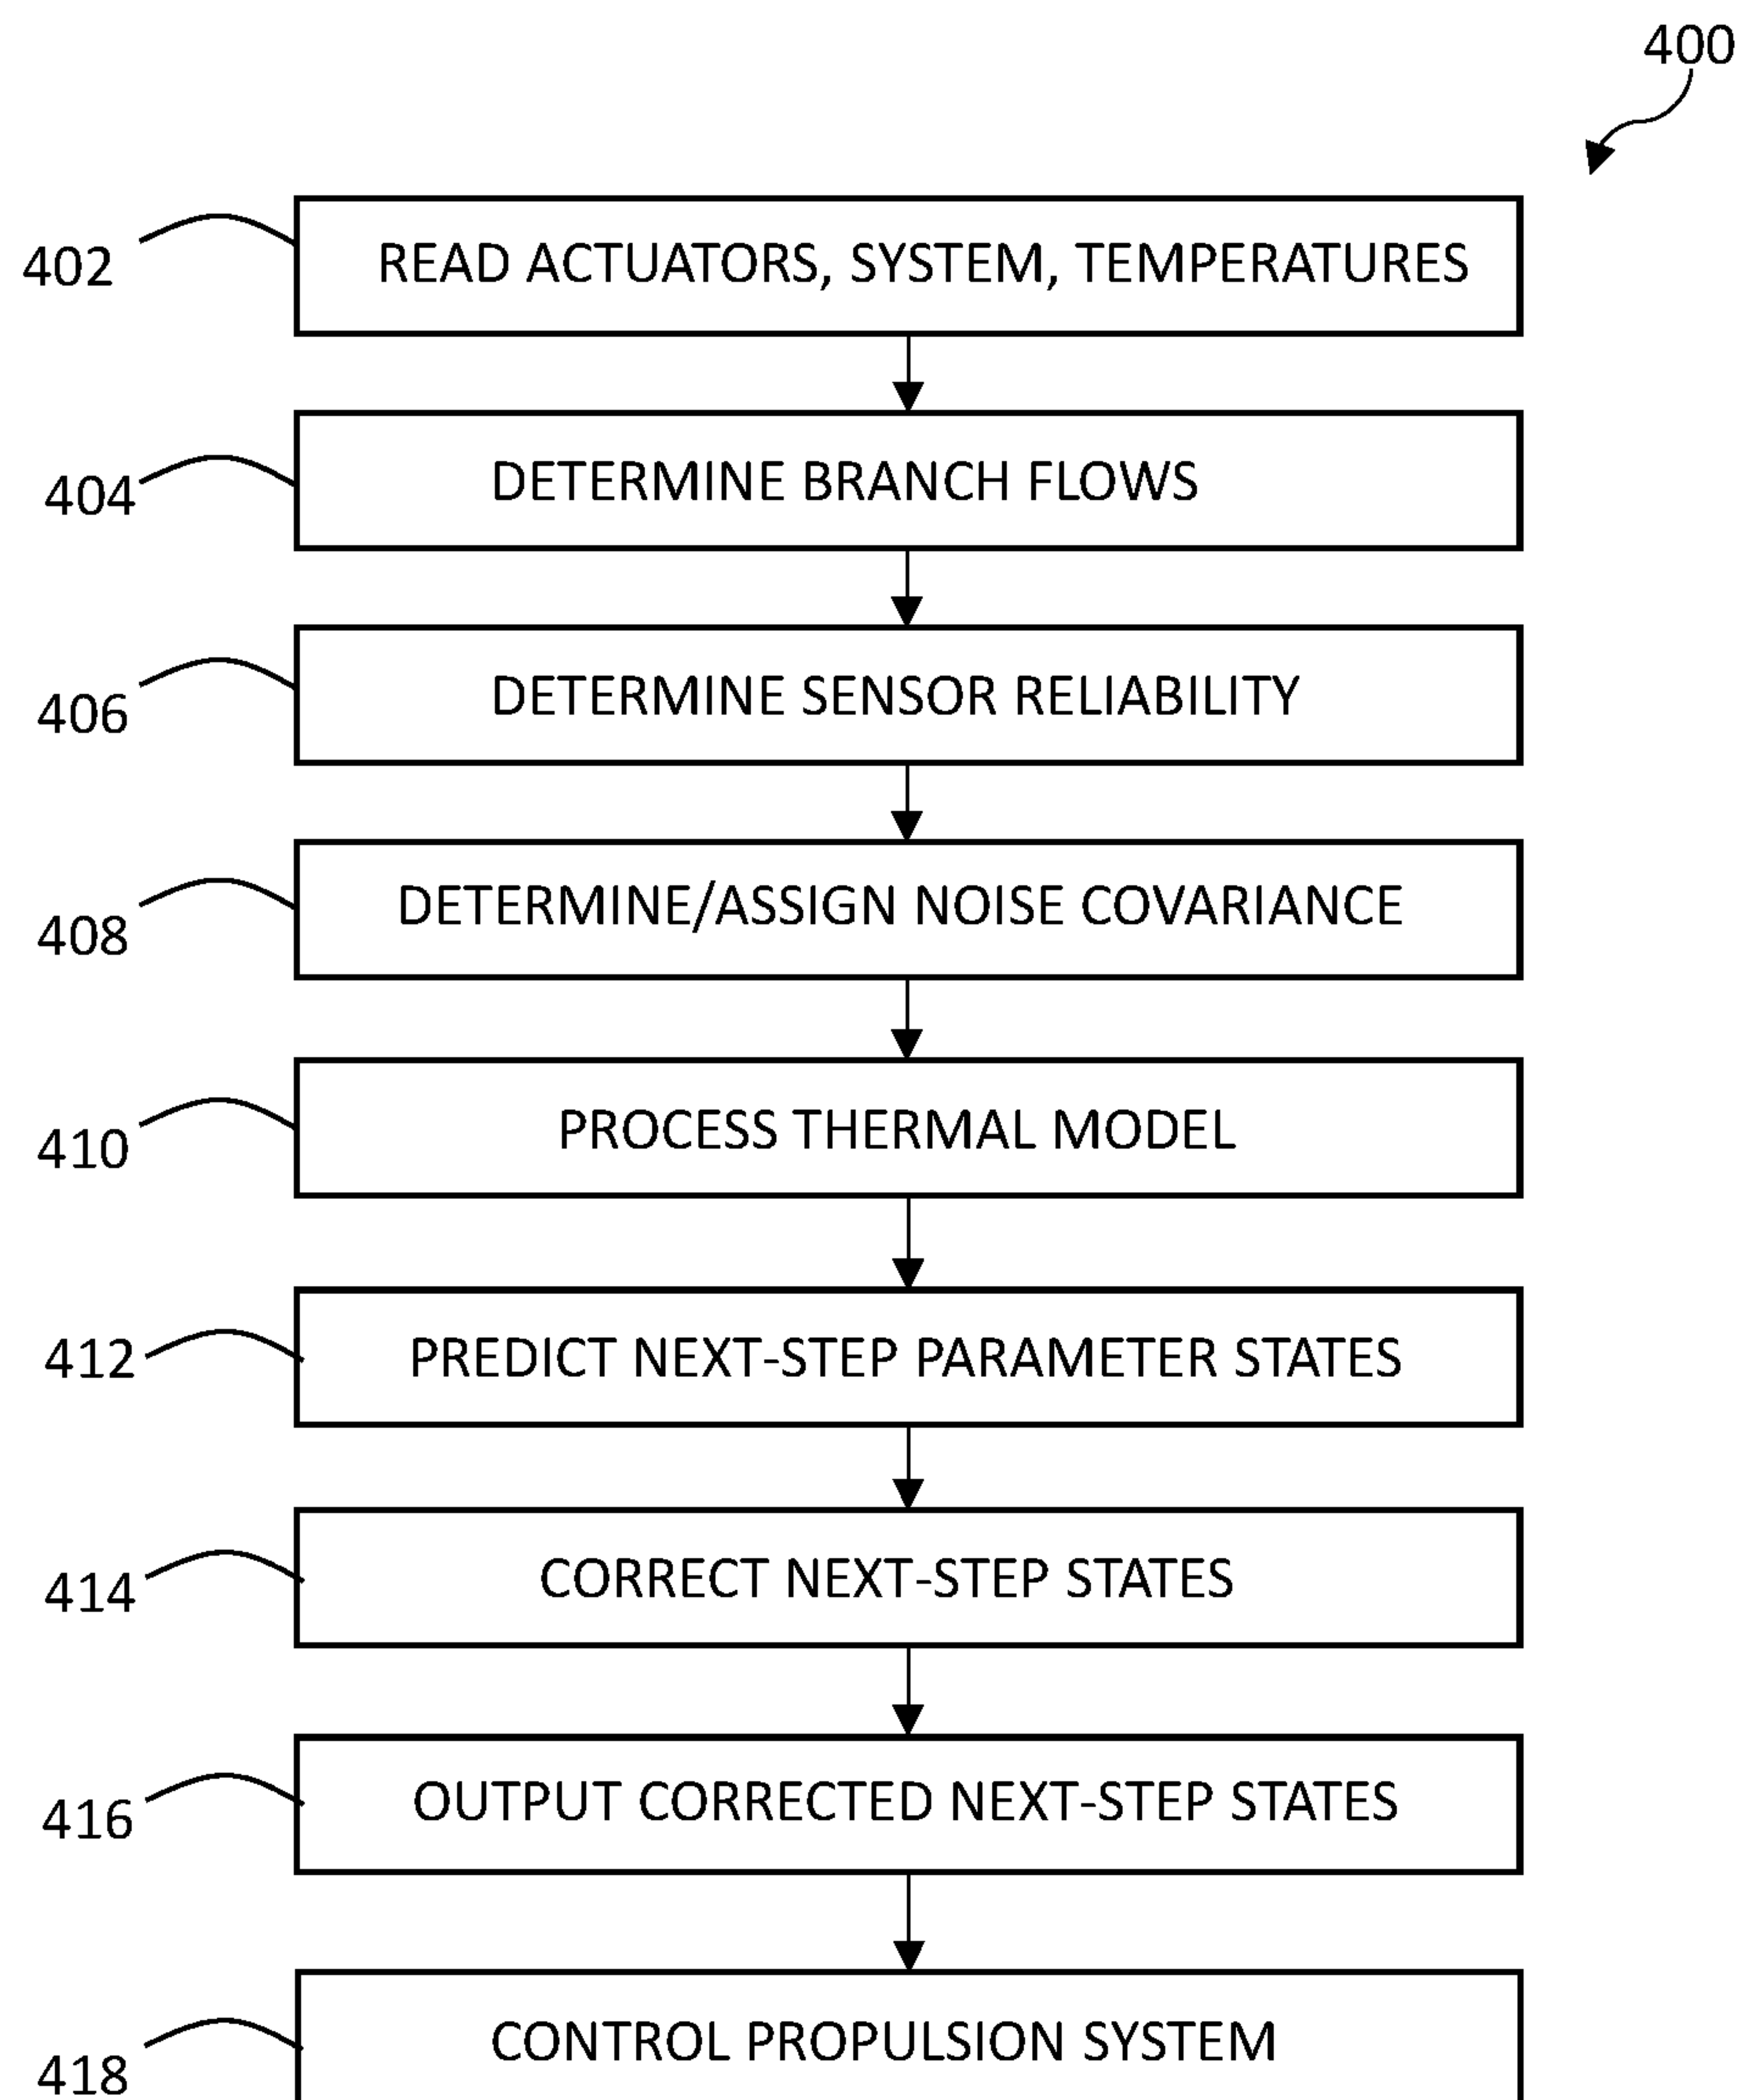 400
402 READ ACTUATORS, SYSTEM, TEMPERATURES
404 DETERMINE BRANCH FLOWS
406 DETERMINE SENSOR RELIABILITY
408 DETERMINE/ASSIGN NOISE COVARIANCE
410 PROCESS THERMAL MODEL
412 PREDICT NEXT-STEP PARAMETER STATES
414 CORRECT NEXT-STEP STATES
416 OUTPUT CORRECTED NEXT-STEP STATES
418 CONTROL PROPULSION SYSTEM